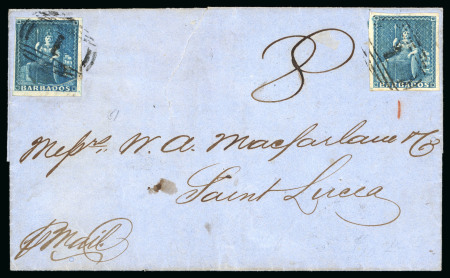 BARBADOS
BARBADOS
8
Messrs. W. A. Macfarlane & Co
Saint Lucia
p Mail